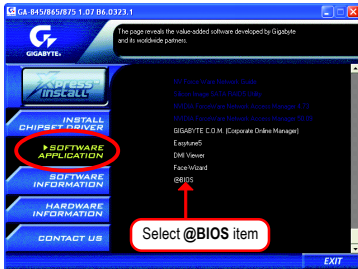 GA-845/865/875 1.07 B6.0323.1
The page reveals the value-added software developed by Gigabyte
and its worldwide partners.
GIGABYTE
Xpress
Install
INSTALL
CHIPSET DRIVER
SOFTWARE
APPLICATION
SOFTWARE
INFORMATION
HARDWARE
INFORMATION
CONTACT US
GIGABYTE C.O.M. (Corporate Online Manager)
Easytune5
DMI Viewer
Face Wizard
@BIOS
Select @BIOS item
EXIT